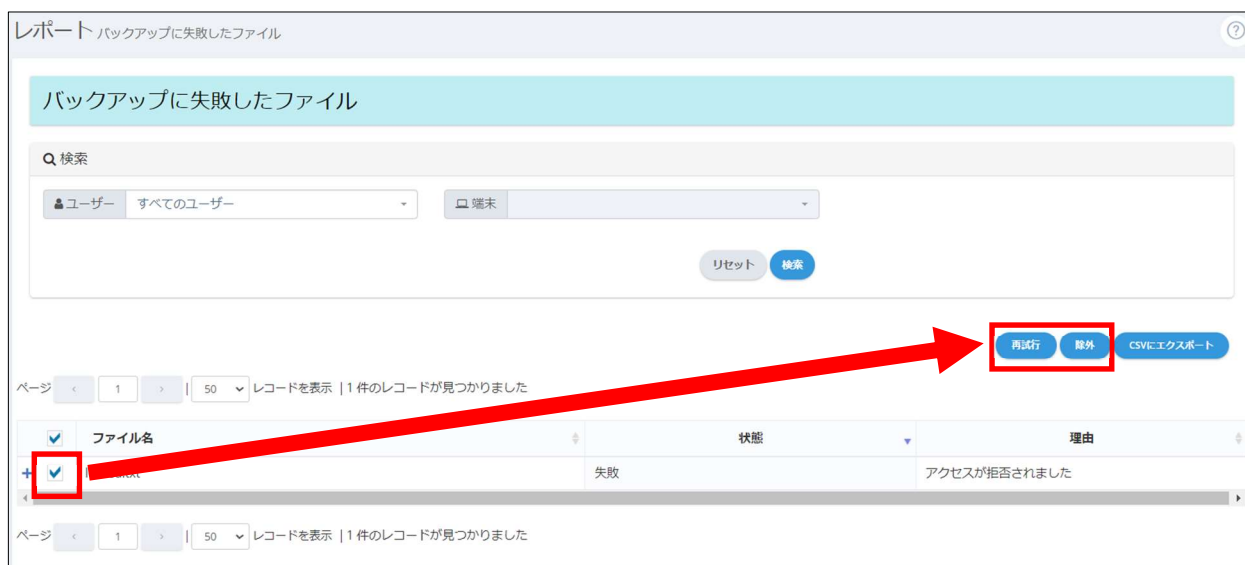 レポート バックアップに失敗したファイル
バックアップに失敗したファイル
検索
ユーザー すべてのユーザー 端末
リセット 検索
再試行 除外 CSVにエクスポート
ページ 1 | 50 レコードを表示 | 1 件のレコードが見つかりました
ファイル名 状態 理由
失敗 アクセスが拒否されました
ページ 1 | 50 レコードを表示 | 1 件のレコードが見つかりました